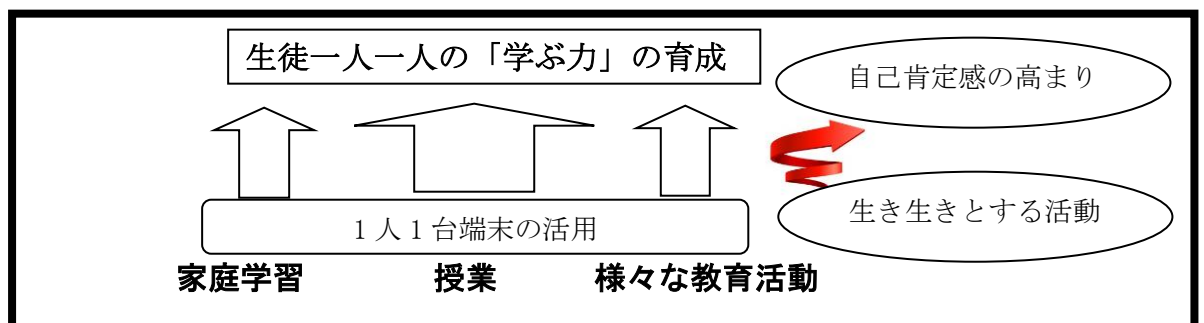 生徒一人一人の「学ぶ力」の育成
自己肯定感の高まり
生き生きとする活動
1人1台端末の活用
家庭学習 授業 様々な教育活動